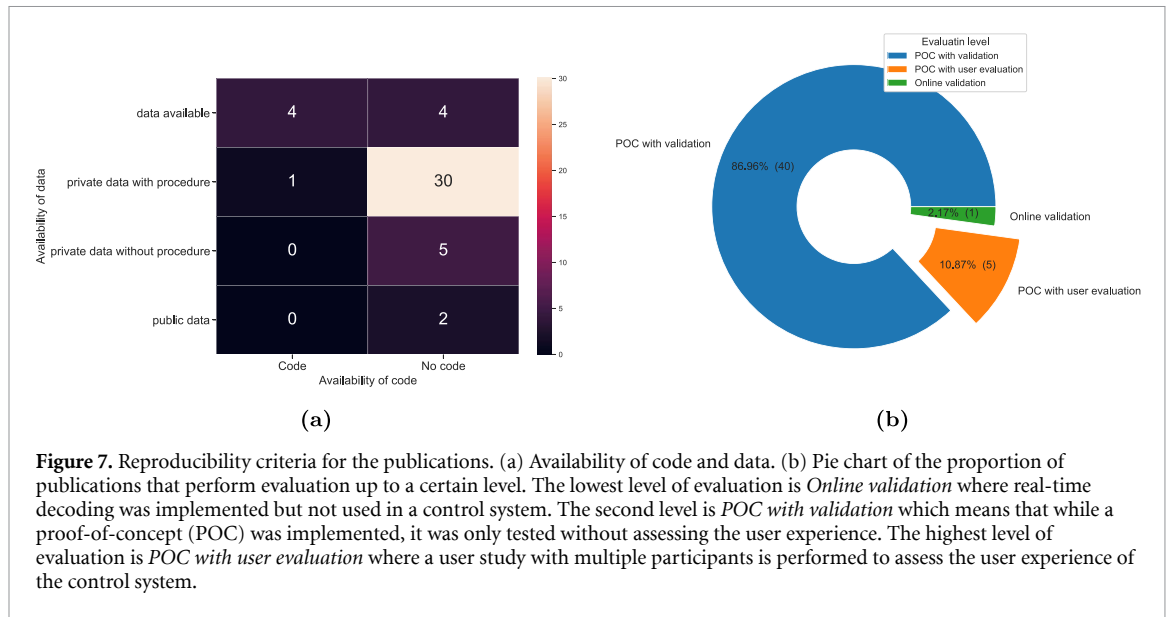 data available
private data with procedure
private data without procedure
public data
Availability of data
4 4
1 30
0 5
0 2
Code No code
Availability of code
30
25
20
15
10
5
0
(a)
Evaluatin level
POC with validation
POC with user evaluation
Online validation
POC with validation
86.96% (40)
2.17% (1)
Online validation
10.87% (5)
POC with user evaluation
(b)
Figure 7. Reproducibility criteria for the publications. (a) Availability of code and data. (b) Pie chart of the proportion of
publications that perform evaluation up to a certain level. The lowest level of evaluation is Online validation where real-time
decoding was implemented but not used in a control system. The second level is POC with validation which means that while a
proof-of-concept (POC) was implemented, it was only tested without assessing the user experience. The highest level of
evaluation is POC with user evaluation where a user study with multiple participants is performed to assess the user experience of
the control system.